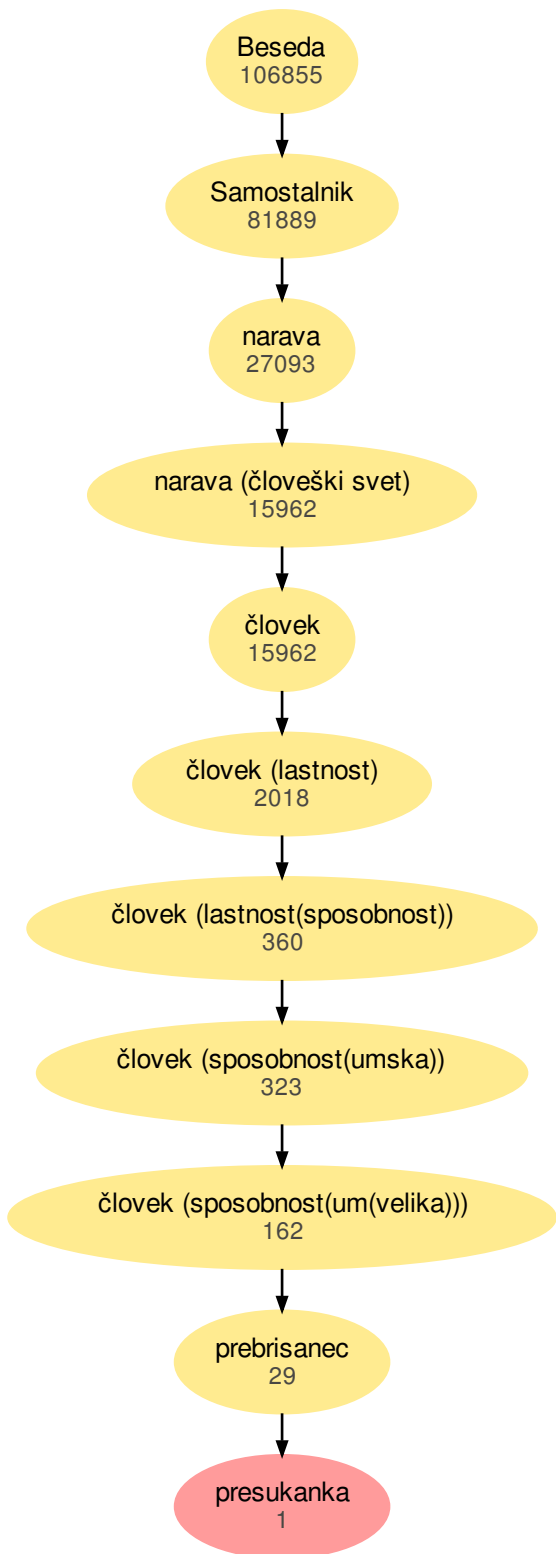 Beseda
106855
Samostalnik
81889
narava
27093
narava (človeški svet)
15962
človek
15962
človek (lastnost)
2018
človek (lastnost(sposobnost))
360
človek (sposobnost(umska))
323
človek (sposobnost(um(velika)))
162
prebrisanec
29
presukanka
1